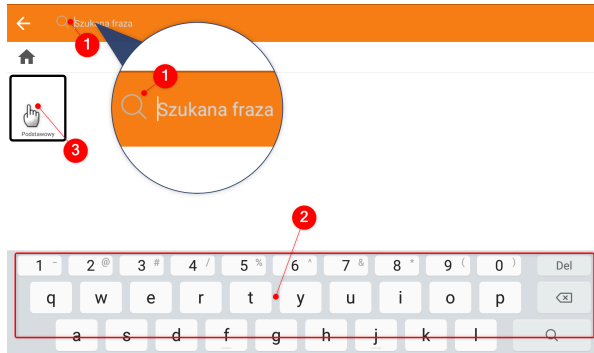 Szukana fraza
1
1
Szukana fraza
Podstawowy
3
2
1 - 2 @ 3 # 4 / 5 % 6 ^ 7 & 8 * 9 ( 0 ) Del
q w e r t y u i o p
a s d f g h j k l